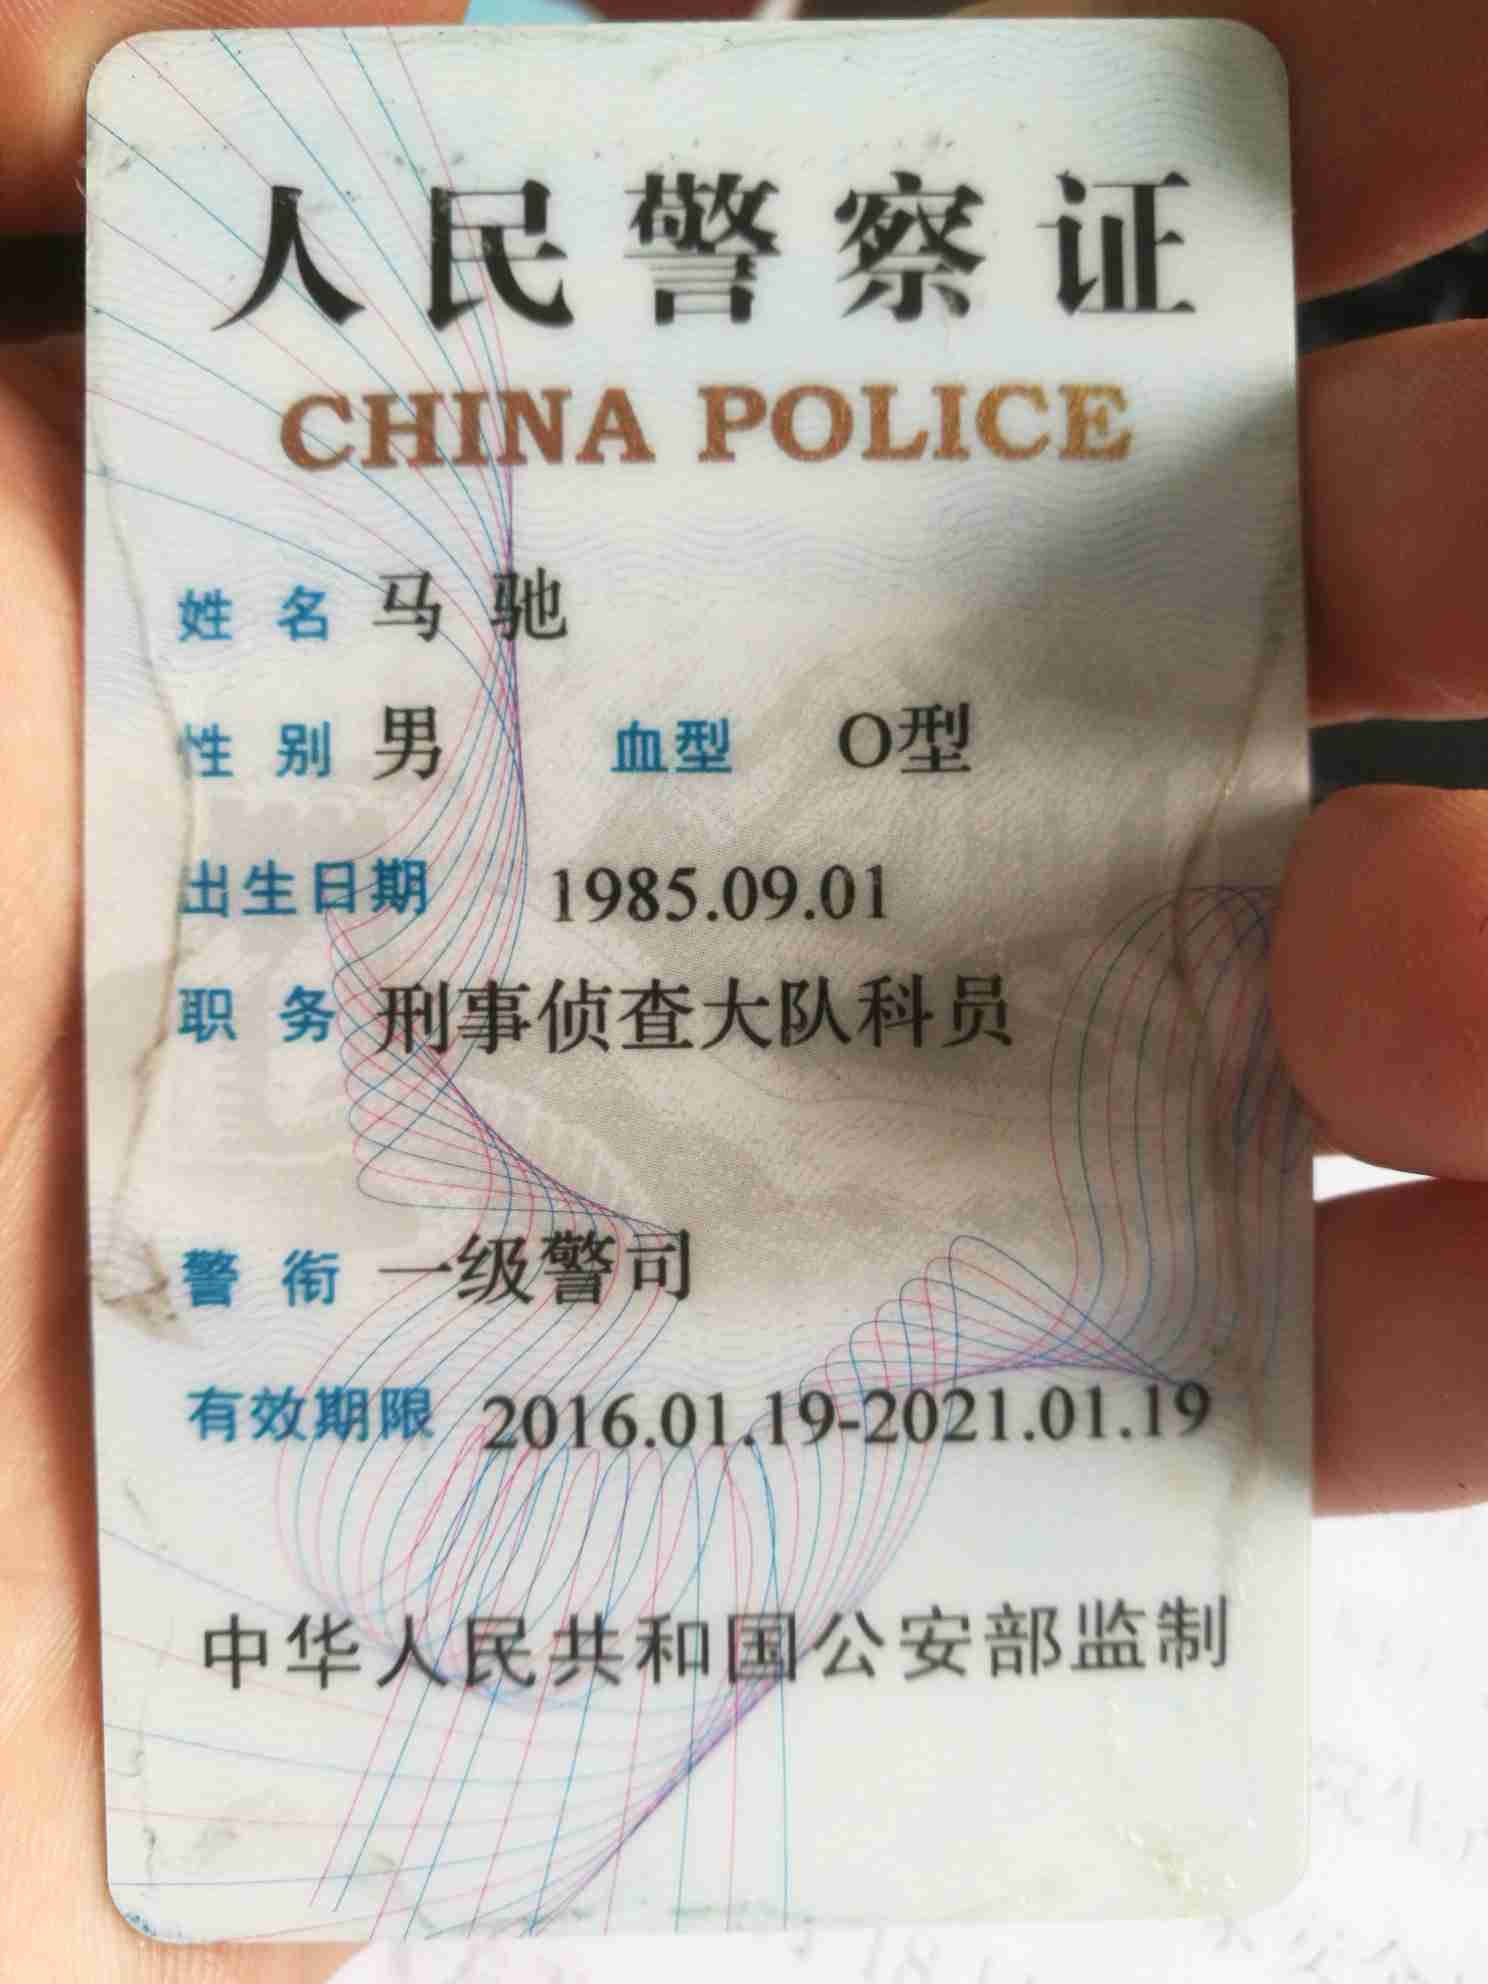 人民警察证
CHINA POLICE
姓 名 马 驰
性 别 男 血型 O型
出生日期 1985.09.01
职 务 刑事侦查大队科员
警 衔 一级警司
有效期限 2016.01.19-2021.01.19
中华人民共和国公安部监制